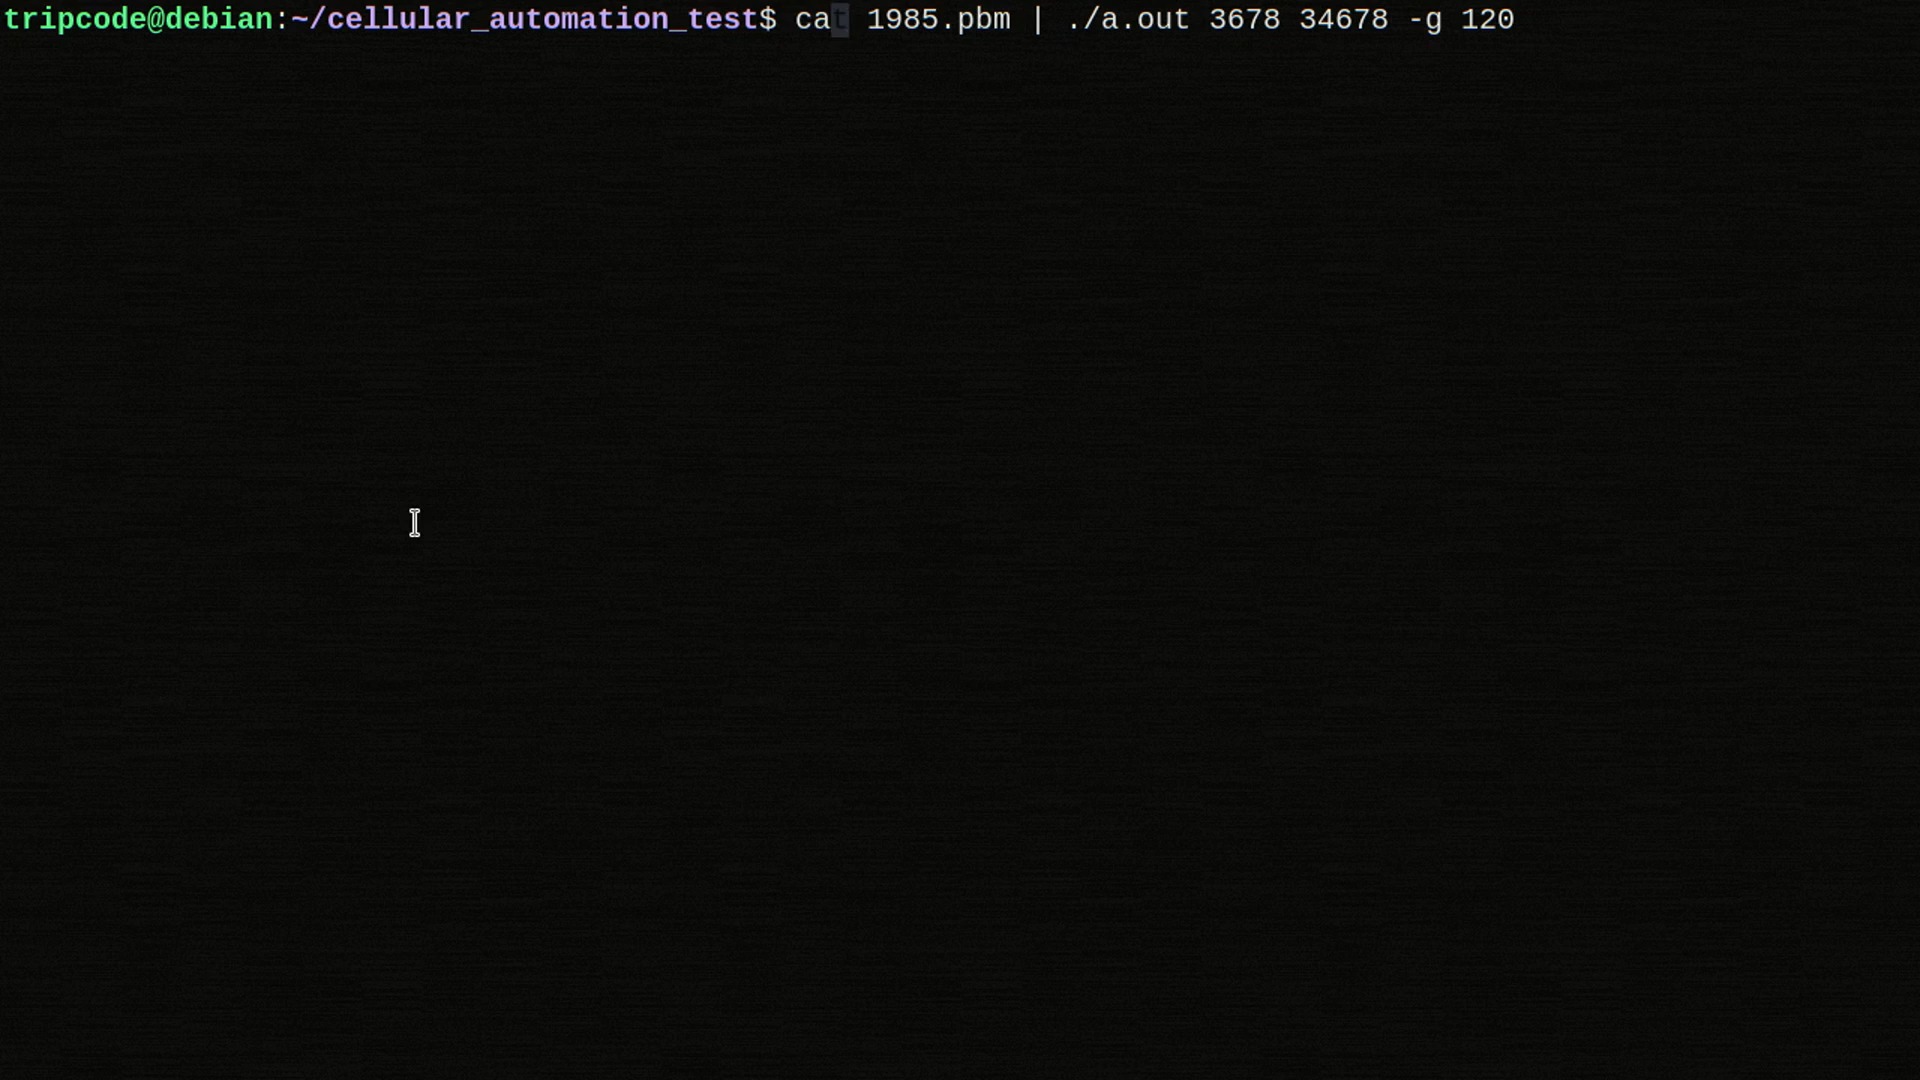 tripcode@debian:~/cellular_automation_test$ cat 1985.pbm | ./a.out 3678 34678 -g 120